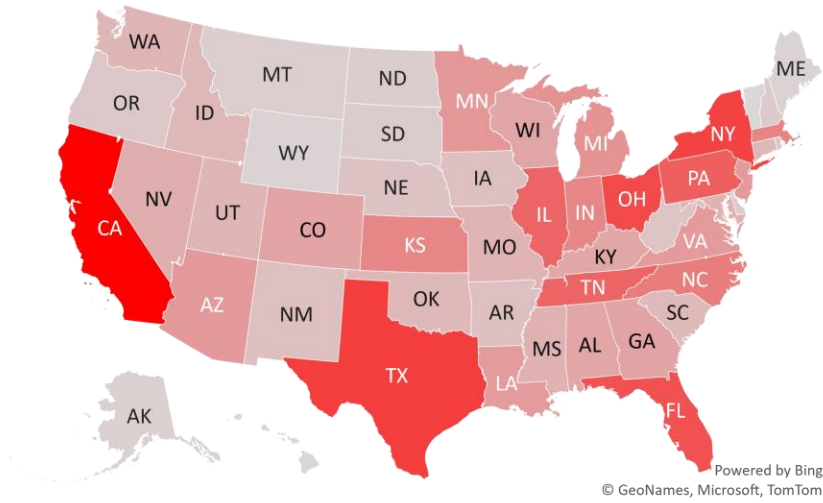 WA
ME
MT
ND
OR
MN
ID
WI
SD
NY
MI
WY
IA
PA
NE
NV
OH
IL
IN
UT
CA
CO
VA
KS
MO
KY
NC
TN
AZ
OK
NM
AR
SC
MS
AL
GA
TX
LA
FL
AK
Powered by Bing
© GeoNames, Microsoft, TomTom